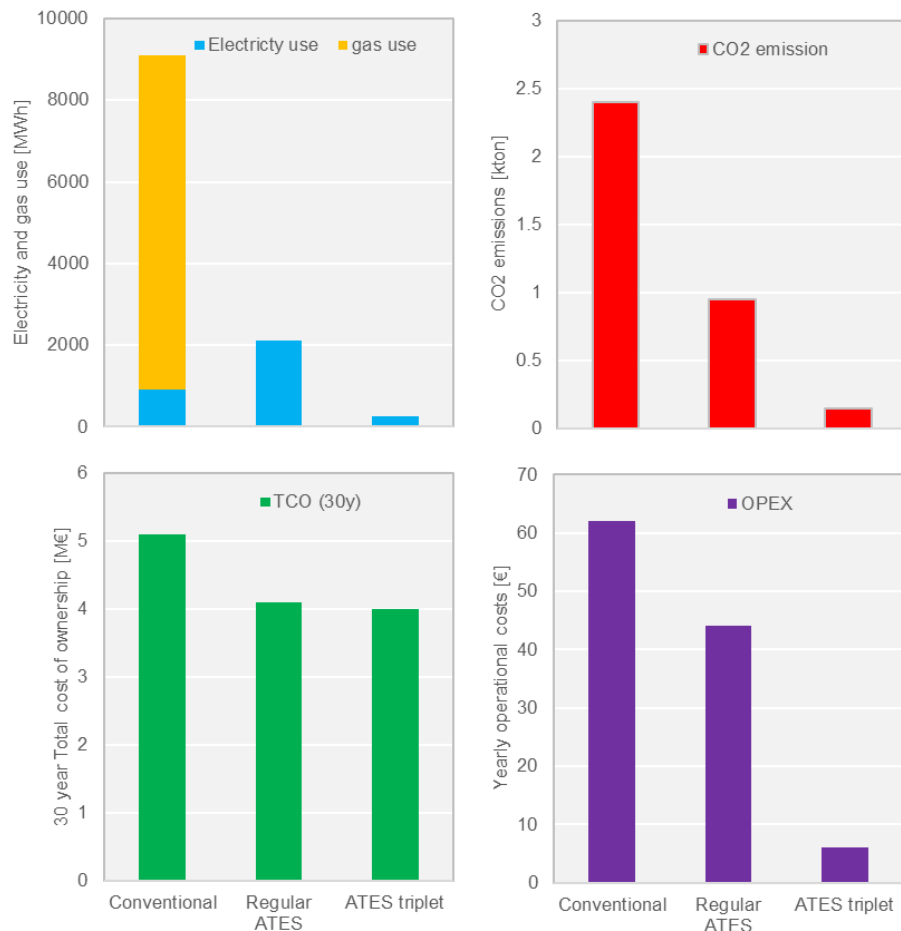 10000
8000
6000
4000
2000
0
Electricity and gas use [MWh]
Electricty use
gas use
3
2.5
2
1.5
1
0.5
0
CO2 emissions [kton]
CO2 emission
6
5
4
3
2
1
0
30 year Total cost of ownership [M€]
TCO (30y)
Conventional
Regular
ATES
ATES triplet
70
60
50
40
30
20
10
0
Yearly operational costs [€]
OPEX
Conventional
Regular
ATES
ATES triplet